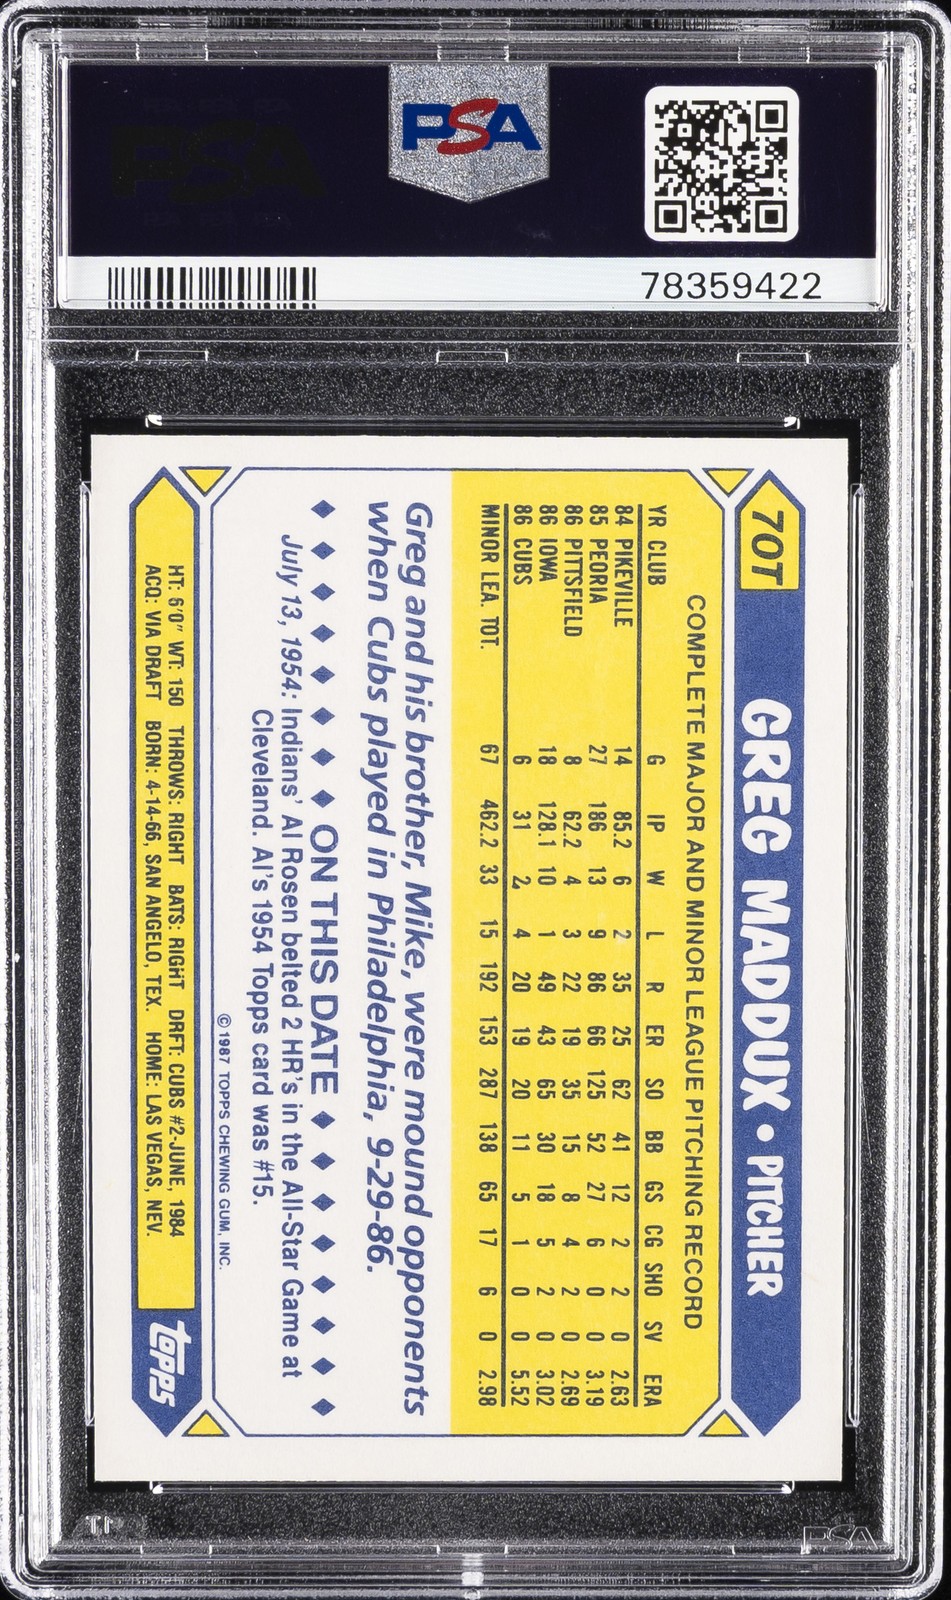 PSA
78359422
70T
GREG MADDUX • PITCHER
COMPLETE MAJOR AND MINOR LEAGUE PITCHING RECORD
YR CLUB G IP W L R ER SO BB GS CG SHO SV ERA
84 PIKEVILLE 14 85.2 6 2 35 25 62 41 12 2 2 0 2.63
85 PEORIA 27 186 13 9 86 66 125 52 27 6 0 0 3.19
86 PITTSFIELD 8 62.2 4 3 22 19 35 15 8 4 2 0 2.69
86 IOWA 18 128.1 10 1 49 43 65 30 18 5 2 0 3.02
86 CUBS 6 31 2 4 20 19 20 11 5 1 0 0 5.52
MINOR LEA. TOT. 67 462.2 33 15 192 153 287 138 65 17 6 0 2.98
Greg and his brother, Mike, were mound opponents
when Cubs played in Philadelphia, 9-29-86.
ON THIS DATE
July 13, 1954: Indians' Al Rosen belted 2 HR's in the All-Star Game at
Cleveland. Al's 1954 Topps card was #15.
© 1987 TOPPS CHEWING GUM, INC.
HT: 6'0" WT: 150 THROWS: RIGHT BATS: RIGHT DRFT: CUBS #2-JUNE, 1984
ACQ: VIA DRAFT BORN: 4-14-66, SAN ANGELO, TEX. HOME: LAS VEGAS, NEV.
topps
PSA